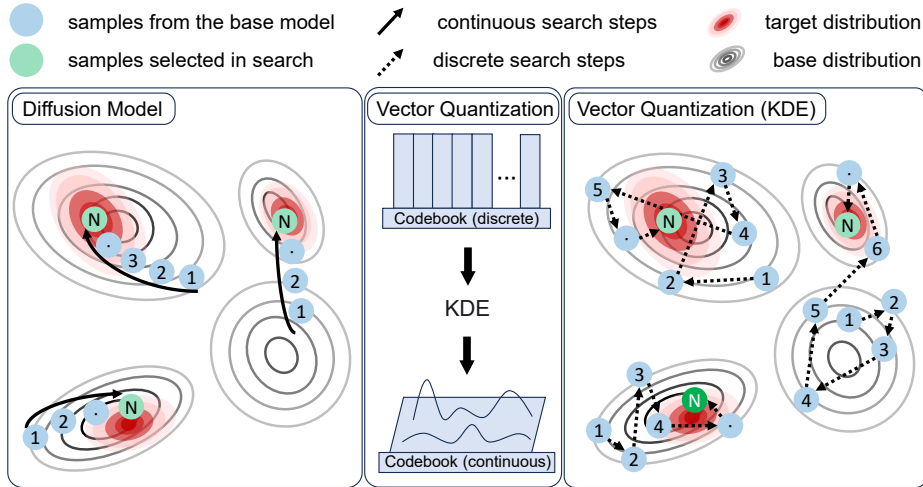 samples from the base model
continuous search steps
target distribution
samples selected in search
discrete search steps
base distribution
Diffusion Model
N
·
3
2
1
N
·
2
1
1
2
·
N
Vector Quantization
...
Codebook (discrete)
KDE
Codebook (continuous)
Vector Quantization (KDE)
5
3
N
·
4
2
1
·
N
6
5
1
2
3
4
3
N
1
4
·
2